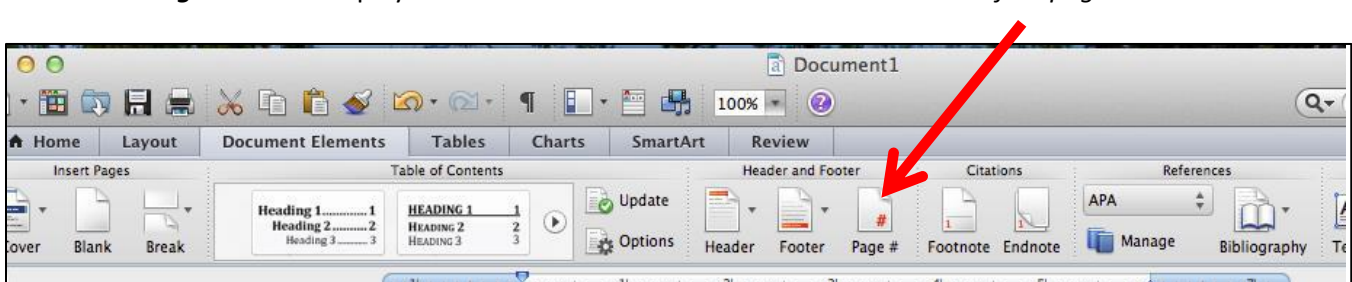 Document1
100%
Home Layout Document Elements Tables Charts SmartArt Review
Insert Pages Table of Contents Header and Footer Citations References
Heading 1............. 1
Heading 2.......... 2
Heading 3.......... 3
HEADING 1 1
HEADING 2 2
HEADING 3 3
Update
Options
APA
Manage
Cover Blank Break Header Footer Page # Footnote Endnote Bibliography